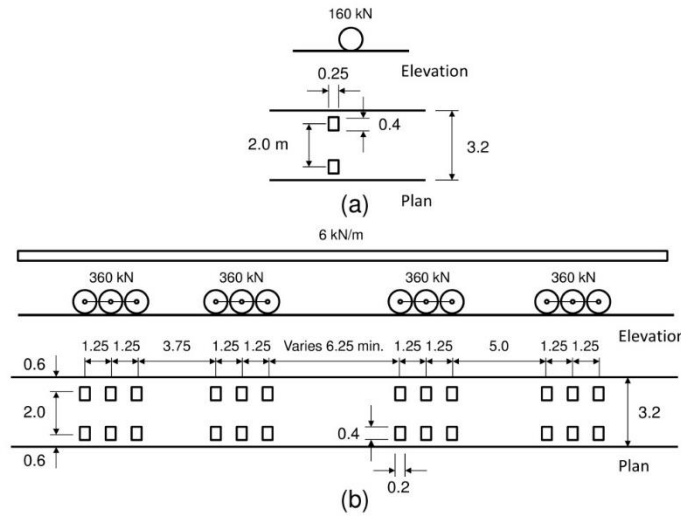 160 kN
Elevation
0.25
0.4
2.0 m
3.2
Plan
(a)
6 kN/m
360 kN 360 kN 360 kN 360 kN
Elevation
1.25 1.25 3.75 1.25 1.25 Varies 6.25 min. 1.25 1.25 5.0 1.25 1.25
0.6
2.0
0.4
3.2
0.6
0.2
Plan
(b)